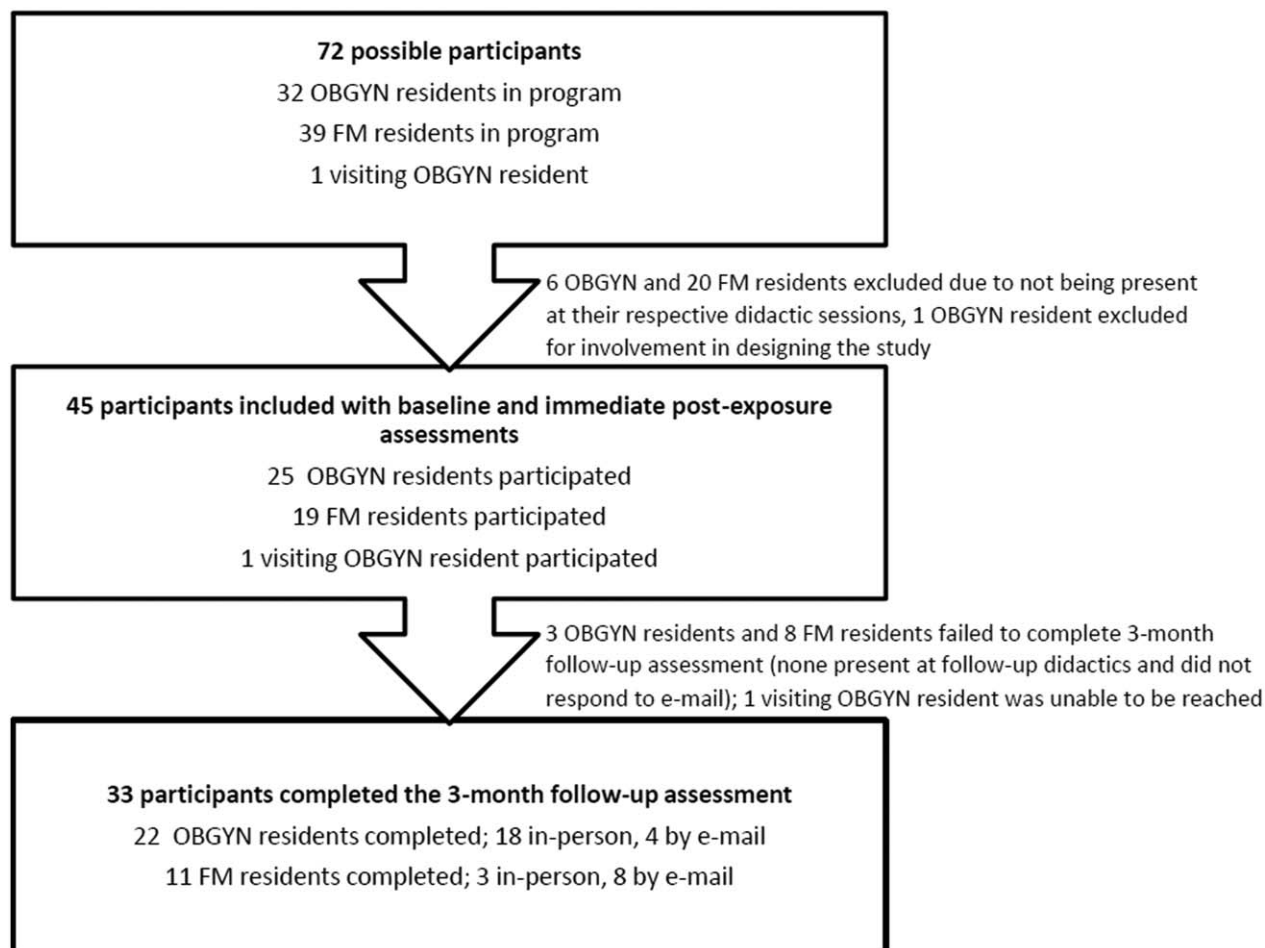 72 possible participants
32 OBGYN residents in program
39 FM residents in program
1 visiting OBGYN resident
6 OBGYN and 20 FM residents excluded due to not being present
at their respective didactic sessions, 1 OBGYN resident excluded
for involvement in designing the study
45 participants included with baseline and immediate post-exposure
assessments
25 OBGYN residents participated
19 FM residents participated
1 visiting OBGYN resident participated
3 OBGYN residents and 8 FM residents failed to complete 3-month
follow-up assessment (none present at follow-up didactics and did not
respond to e-mail); 1 visiting OBGYN resident was unable to be reached
33 participants completed the 3-month follow-up assessment
22 OBGYN residents completed; 18 in-person, 4 by e-mail
11 FM residents completed; 3 in-person, 8 by e-mail